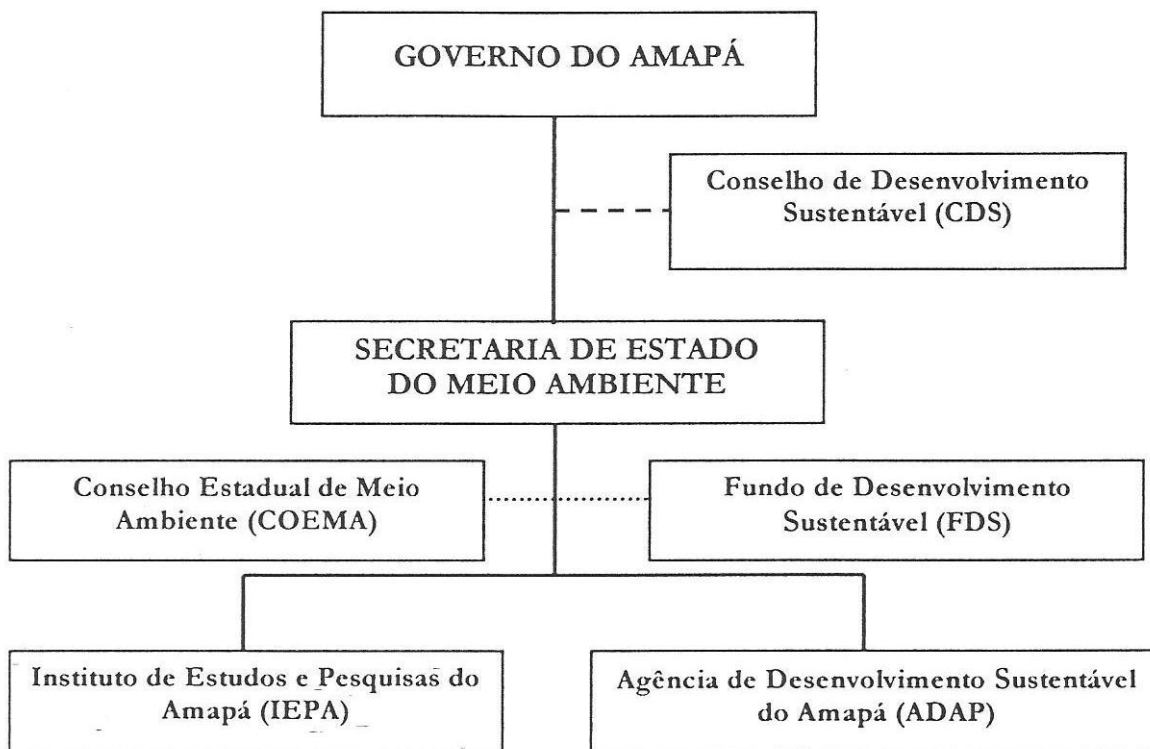 GOVERNO DO AMAPÁ
Conselho de Desenvolvimento
Sustentável (CDS)
SECRETARIA DE ESTADO
DO MEIO AMBIENTE
Conselho Estadual de Meio
Ambiente (COEMA)
Fundo de Desenvolvimento
Sustentável (FDS)
Instituto de Estudos e Pesquisas do
Amapá (IEPA)
Agência de Desenvolvimento Sustentável
do Amapá (ADAP)